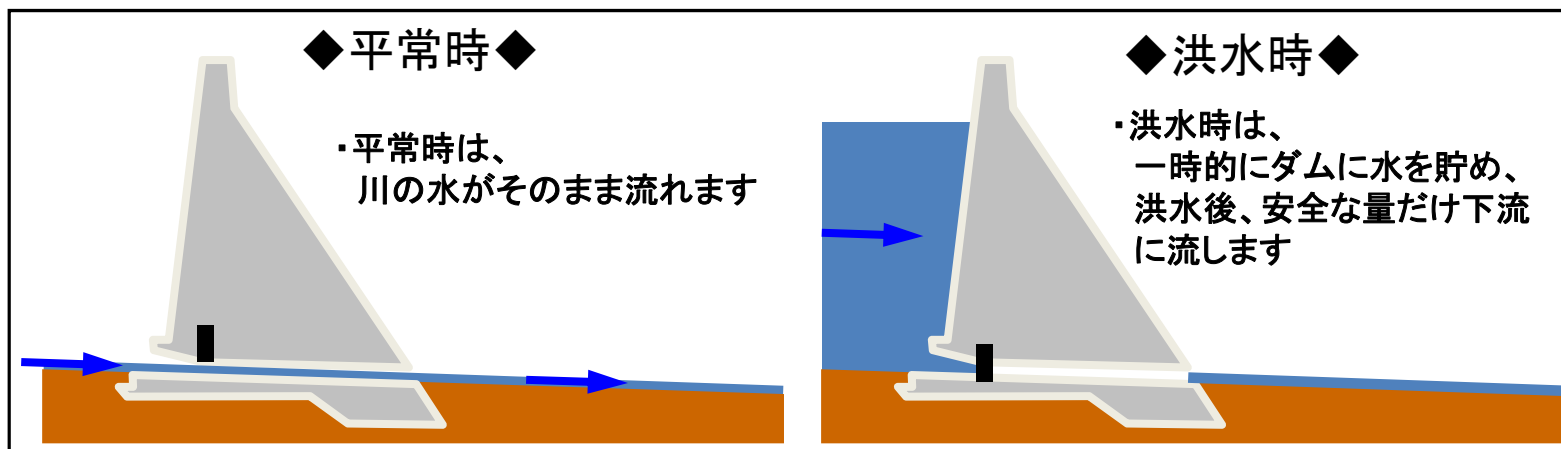 ◆平常時◆
・平常時は、
川の水がそのまま流れます
◆洪水時◆
・洪水時は、
一時的にダムに水を貯め、
洪水後、安全な量だけ下流
に流します